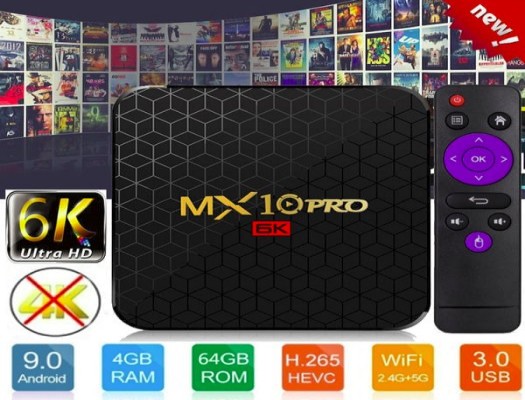 new!
MX10PRO
6K
OK
6K
Ultra HD
4K
9.0
Android
4GB
RAM
64GB
ROM
H.265
HEVC
WiFi
2.4G+5G
3.0
USB